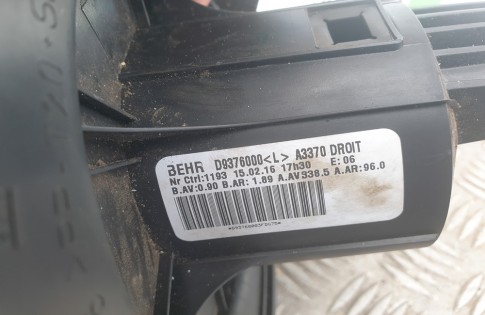 BEHR D9376000<L> A3370 DROIT
Nr Ctrl:1193 15.02.16 17h30 E:06
B.AV:0.90 B.AR: 1.89 A.AV:338.5 A.AR:96.0